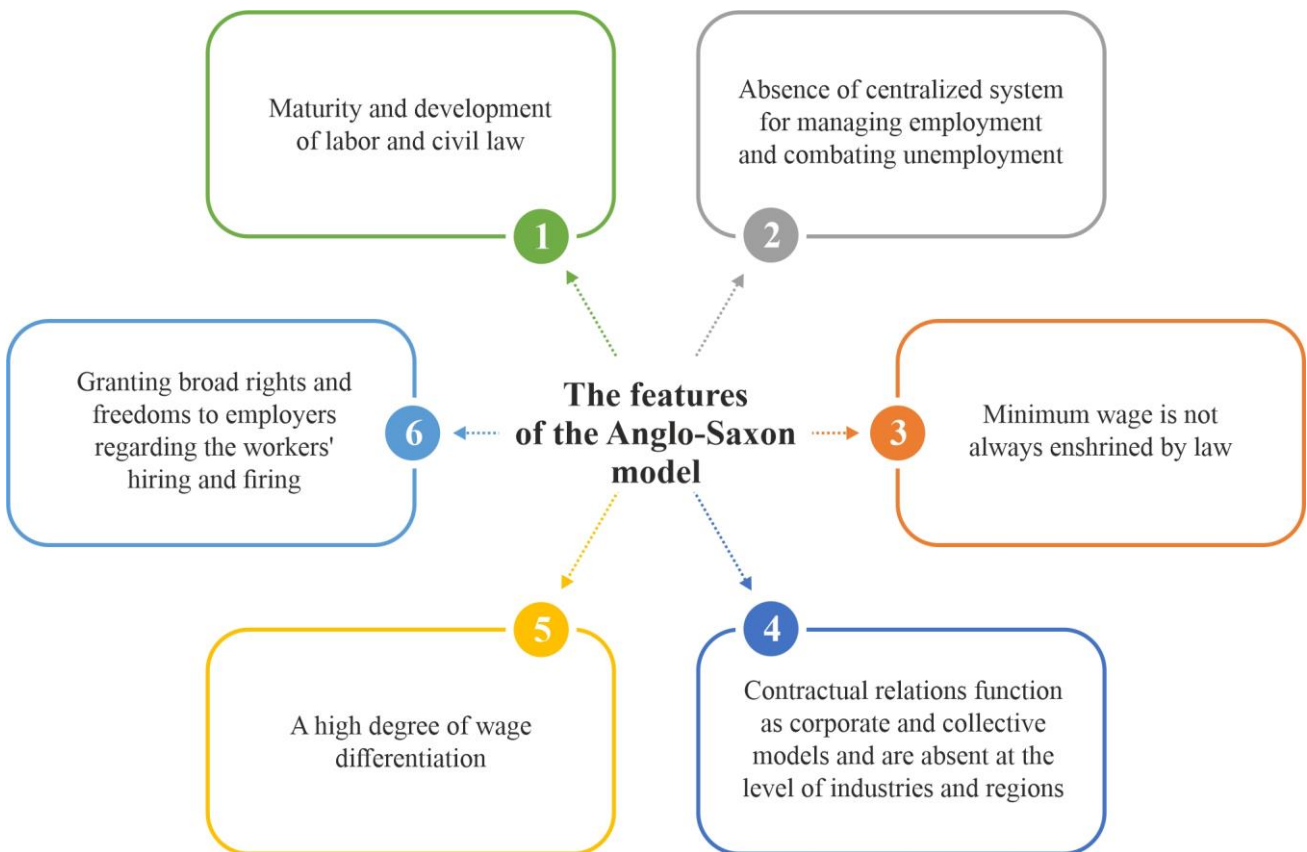 Maturity and development
of labor and civil law
1
Absence of centralized system
for managing employment
and combating unemployment
2
The features
of the Anglo-Saxon
model
Minimum wage is not
always enshrined by law
3
Contractual relations function
as corporate and collective
models and are absent at the
level of industries and regions
4
A high degree of wage
differentiation
5
Granting broad rights and
freedoms to employers
regarding the workers'
hiring and firing
6